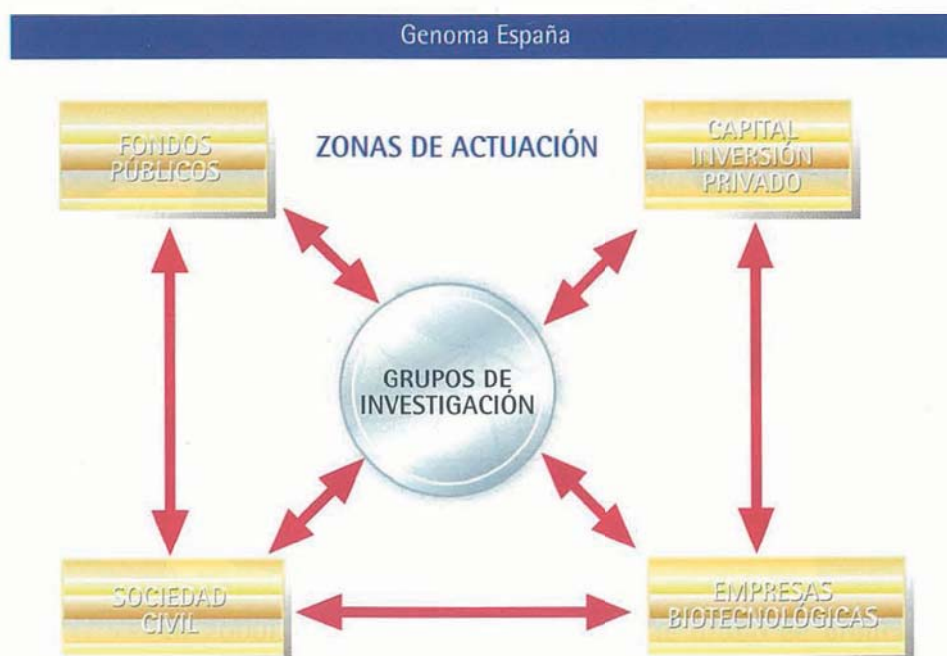 Genoma España
FONDOS
PÚBLICOS
ZONAS DE ACTUACIÓN
CAPITAL
INVERSIÓN
PRIVADO
GRUPOS DE
INVESTIGACIÓN
SOCIEDAD
CIVIL
EMPRESAS
BIOTECNOLÓGICAS